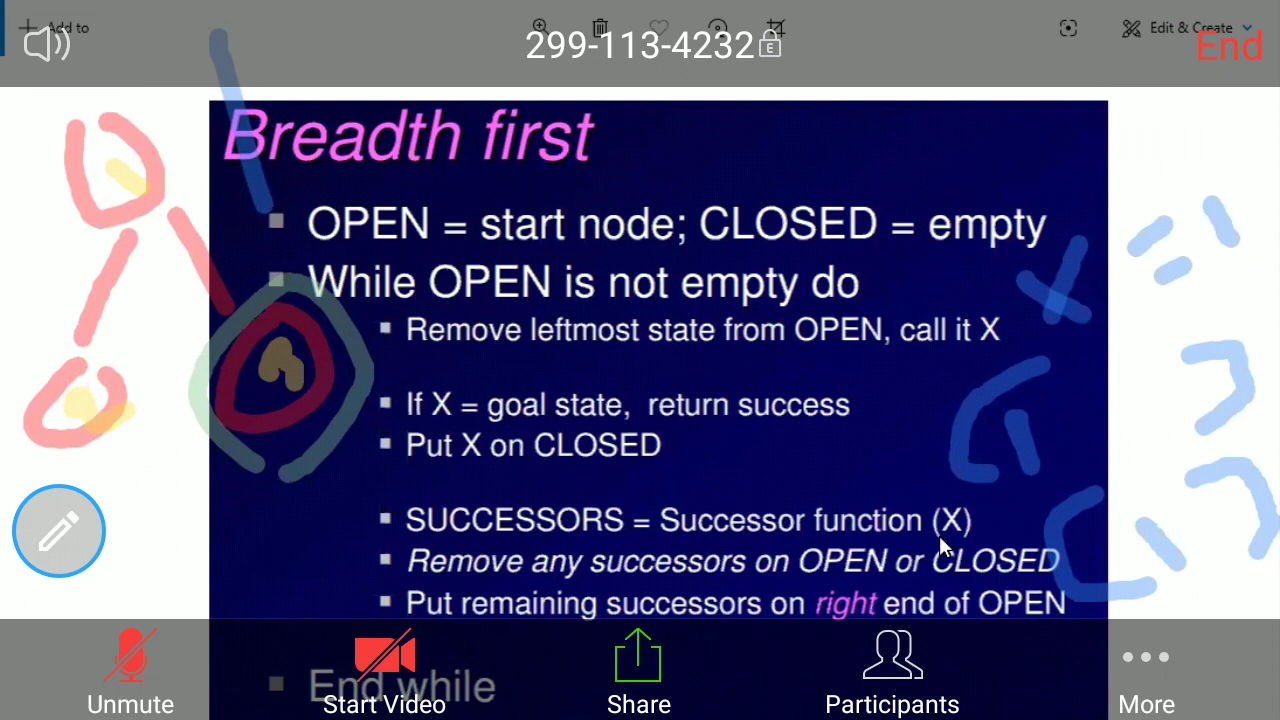 Add to
Edit & Create
299-113-4232
E
End
Breadth first
OPEN = start node; CLOSED = empty
While OPEN is not empty do
Remove leftmost state from OPEN, call it X
If X = goal state, return success
Put X on CLOSED
SUCCESSORS = Successor function (X)
Remove any successors on OPEN or CLOSED
Put remaining successors on right end of OPEN
End while
Unmute
Start Video
Share
Participants
More